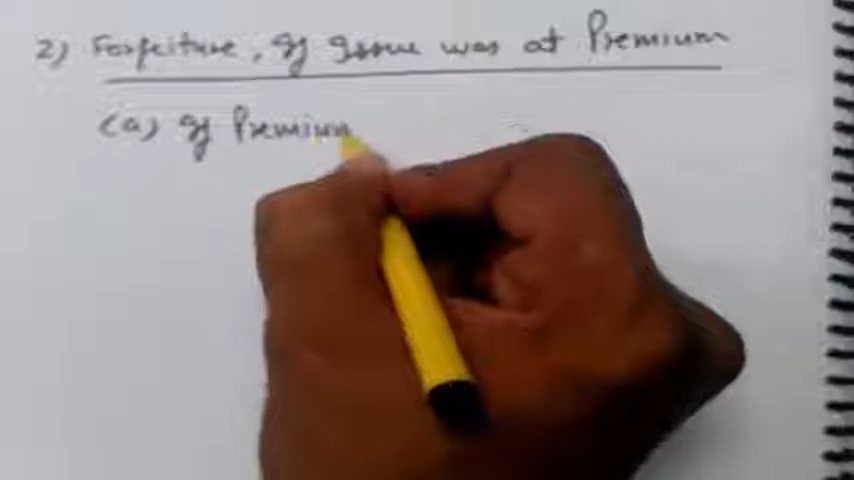 2) Forfeiture, If Issue was at Premium
(a) If Premium